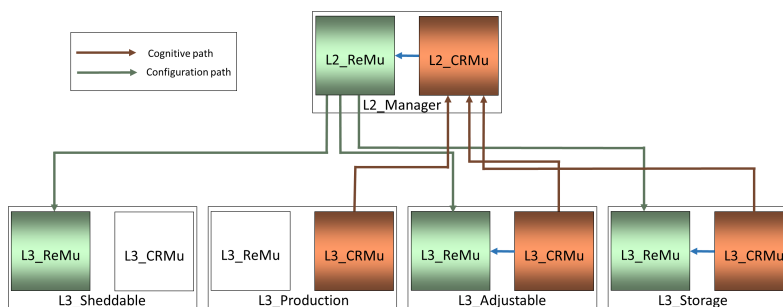 Cognitive path
Configuration path
L2_ReMu
L2_CRMu
L2_Manager
L3_ReMu
L3_CRMu
L3_Sheddable
L3_ReMu
L3_CRMu
L3_Production
L3_ReMu
L3_CRMu
L3_Adjustable
L3_ReMu
L3_CRMu
L3_Storage